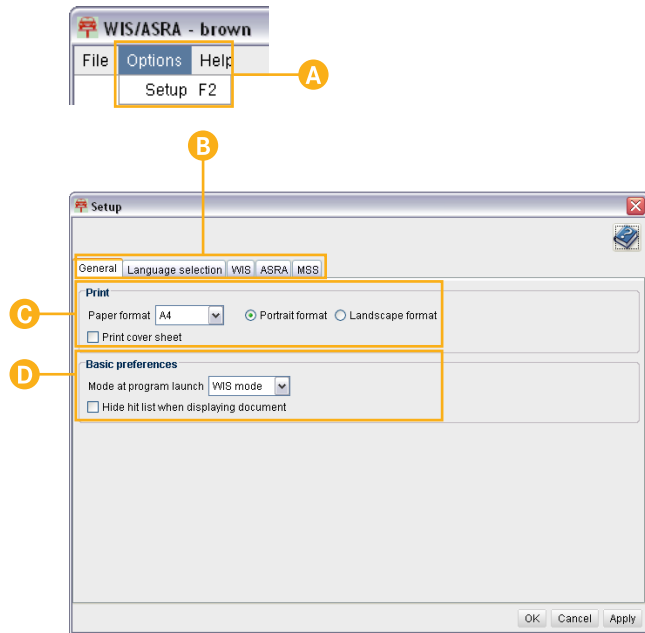 WIS/ASRA - brown
File Options Help
A
Setup F2
B
Setup
General Language selection WIS ASRA MSS
Print
C
Paper format A4 Portrait format Landscape format
Print cover sheet
Basic preferences
D
Mode at program launch WIS mode
Hide hit list when displaying document
OK Cancel Apply